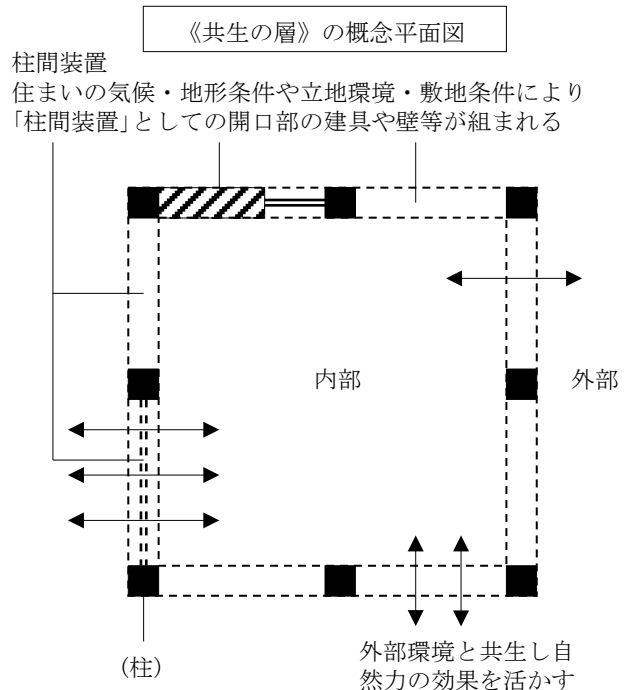 《共生の層》の概念平面図
柱間装置
住まいの気候・地形条件や立地環境・敷地条件により
「柱間装置」としての開口部の建具や壁等が組まれる
内部
外部
(柱)
外部環境と共生し自
然力の効果を活かす